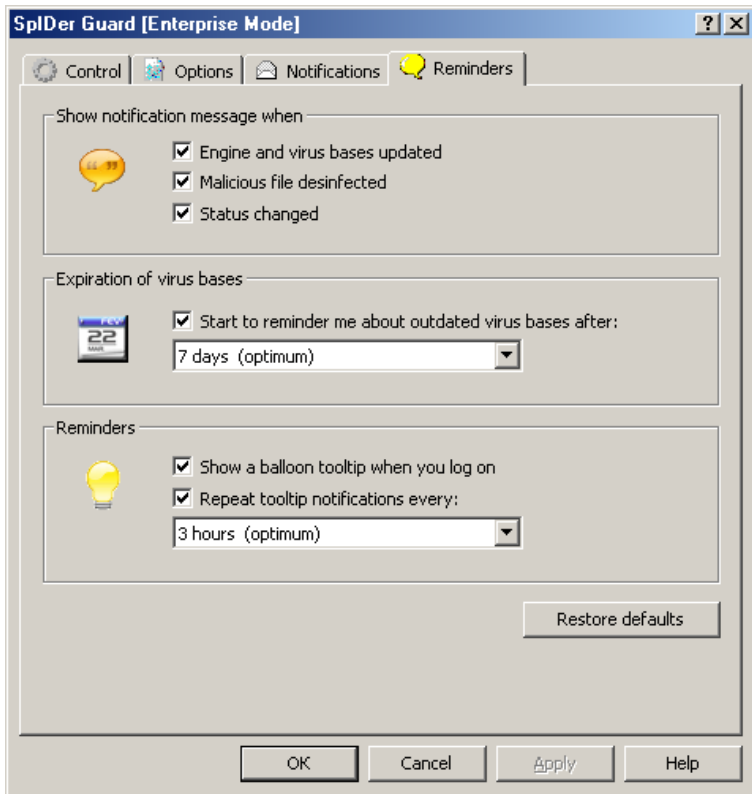 SpIDer Guard [Enterprise Mode]
Control
Options
Notifications
Reminders
Show notification message when
Engine and virus bases updated
Malicious file desinfected
Status changed
Expiration of virus bases
22
Start to reminder me about outdated virus bases after:
7 days (optimum)
Reminders
Show a balloon tooltip when you log on
Repeat tooltip notifications every:
3 hours (optimum)
Restore defaults
OK
Cancel
Apply
Help